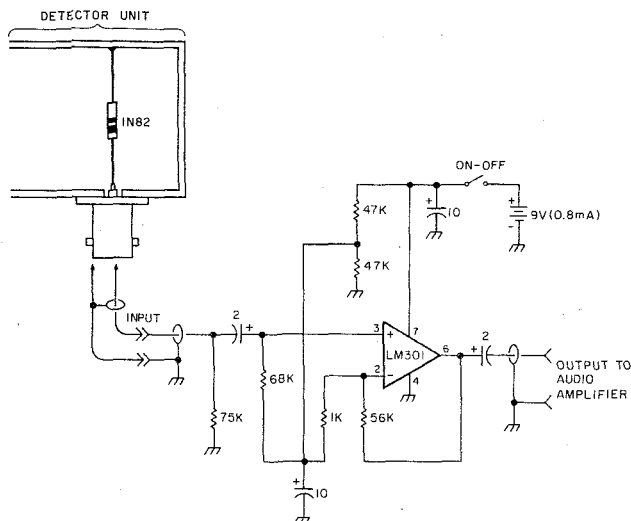 DETECTOR UNIT
IN82
ON-OFF
47K
+
10
+
-
9V(0.8mA)
47K
INPUT
2
+
3
+
7
LM301
6
2
-
4
+
2
OUTPUT TO
AUDIO
AMPLIFIER
75K
68K
1K
56K
+
10